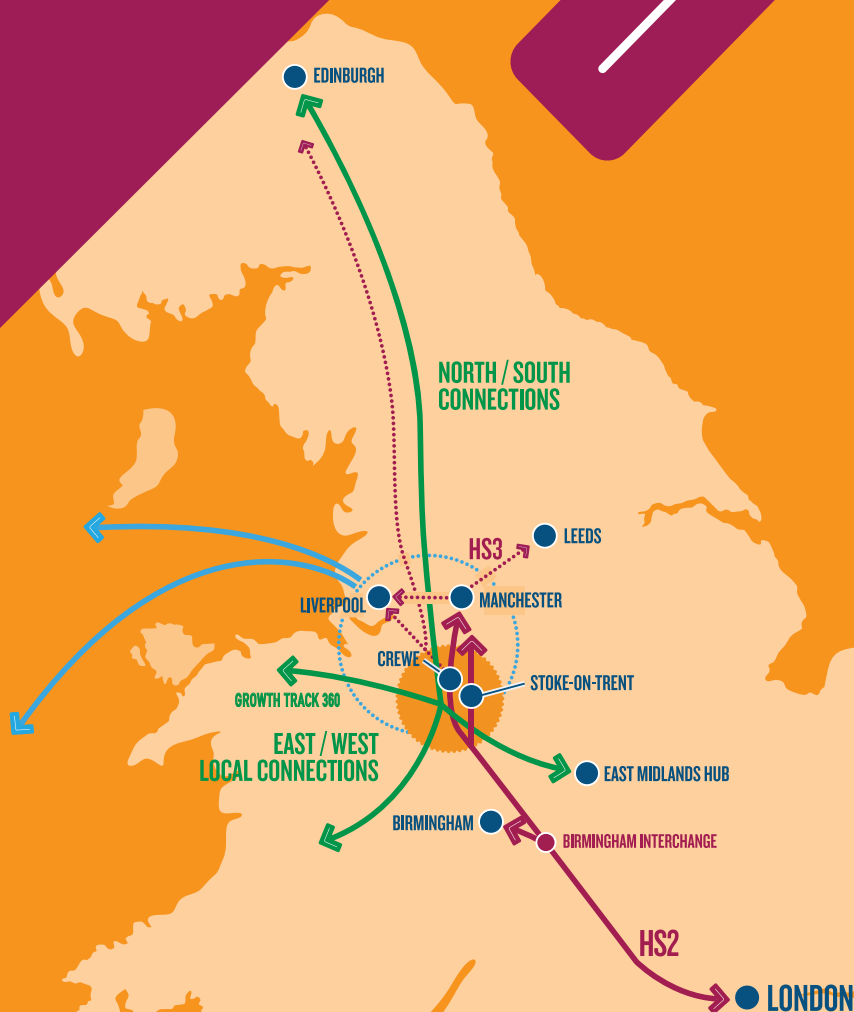 EDINBURGH
NORTH / SOUTH
CONNECTIONS
HS3
LEEDS
LIVERPOOL
MANCHESTER
CREWE
STOKE-ON-TRENT
GROWTH TRACK 360
EAST / WEST
LOCAL CONNECTIONS
EAST MIDLANDS HUB
BIRMINGHAM
BIRMINGHAM INTERCHANGE
HS2
LONDON